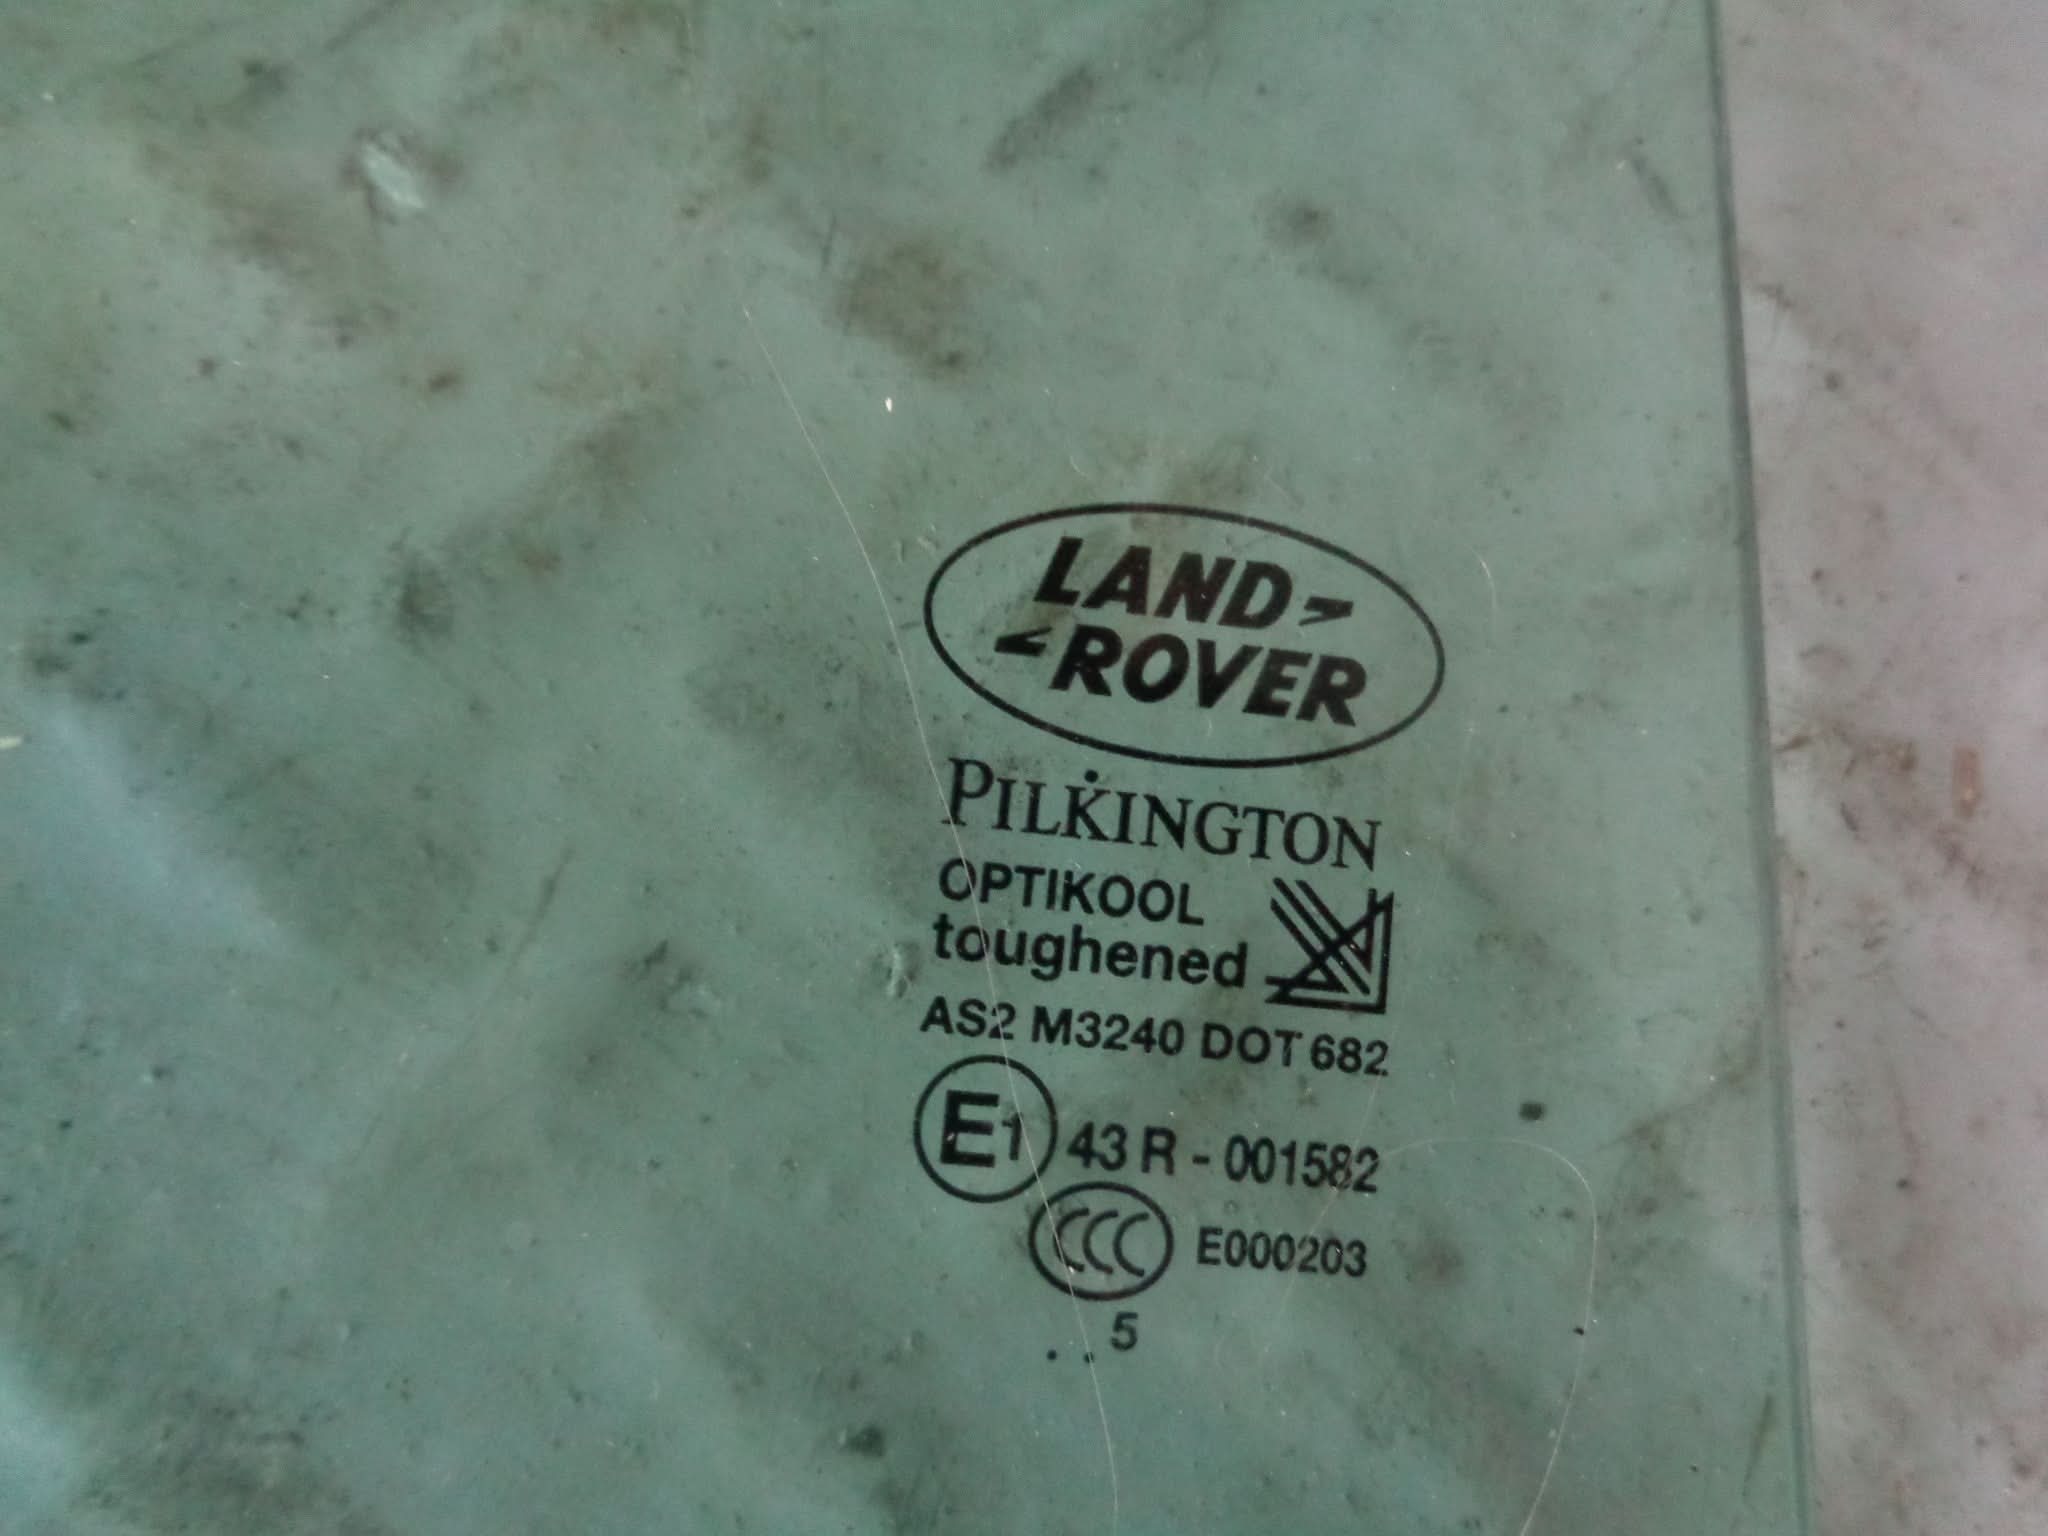 LAND
ROVER
PILKINGTON
OPTIKOOL
toughened
AS2 M3240 DOT 682
E1 43 R - 001582
CCC E000203
. . 5